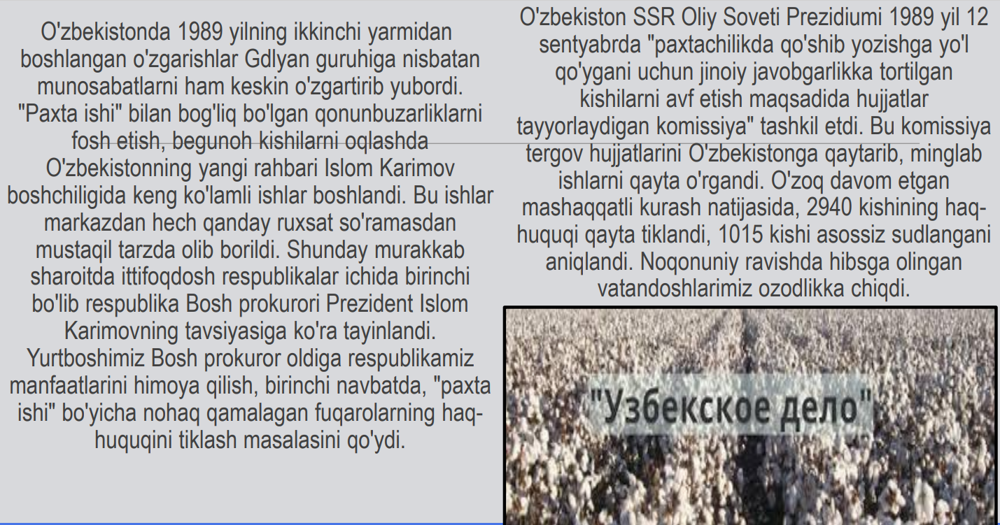 O'zbekistonda 1989 yilning ikkinchi yarmidan
boshlangan o'zgarishlar Gdlyan guruhiga nisbatan
munosabatlarni ham keskin o'zgartirib yubordi.
"Paxta ishi" bilan bog'liq bo'lgan qonunbuzarliklarni
fosh etish, begunoh kishilarni oqlashda
O'zbekistonning yangi rahbari Islom Karimov
boshchiligida keng ko'lamli ishlar boshlandi. Bu ishlar
markazdan hech qanday ruxsat so'ramasdan
mustaqil tarzda olib borildi. Shunday murakkab
sharoitda ittifoqdosh respublikalar ichida birinchi
bo'lib respublika Bosh prokurori Prezident Islom
Karimovning tavsiyasiga ko'ra tayinlandi.
Yurtboshimiz Bosh prokuror oldiga respublikamiz
manfaatlarini himoya qilish, birinchi navbatda, "paxta
ishi" bo'yicha nohaq qamalagan fuqarolarning haq-
huquqini tiklash masalasini qo'ydi.
O'zbekiston SSR Oliy Soveti Prezidiumi 1989 yil 12
sentyabrda "paxtachilikda qo'shib yozishga yo'l
qo'ygani uchun jinoiy javobgarlikka tortilgan
kishilarni avf etish maqsadida hujjatlar
tayyorlaydigan komissiya" tashkil etdi. Bu komissiya
tergov hujjatlarini O'zbekistonga qaytarib, minglab
ishlarni qayta o'rgandi. O'zoq davom etgan
mashaqqatli kurash natijasida, 2940 kishining haq-
huquqi qayta tiklandi, 1015 kishi asossiz sudlangani
aniqlandi. Noqonuniy ravishda hibsga olingan
vatandoshlarimiz ozodlikka chiqdi.
"Узбекское дело"